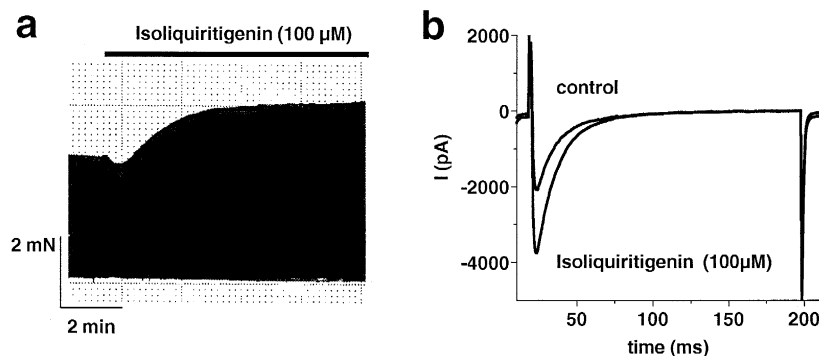 a
Isoliquiritigenin (100 µM)
2 mN
2 min
b
2000
0
-2000
-4000
I (pA)
control
Isoliquiritigenin (100µM)
50
100
150
200
time (ms)